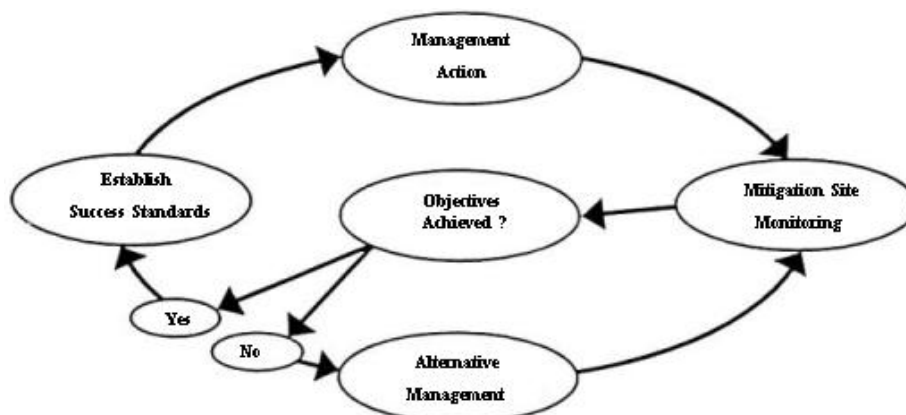 Management
Action
Establish
Success Standards
Objectives
Achieved ?
Mitigation Site
Monitoring
Yes
No
Alternative
Management